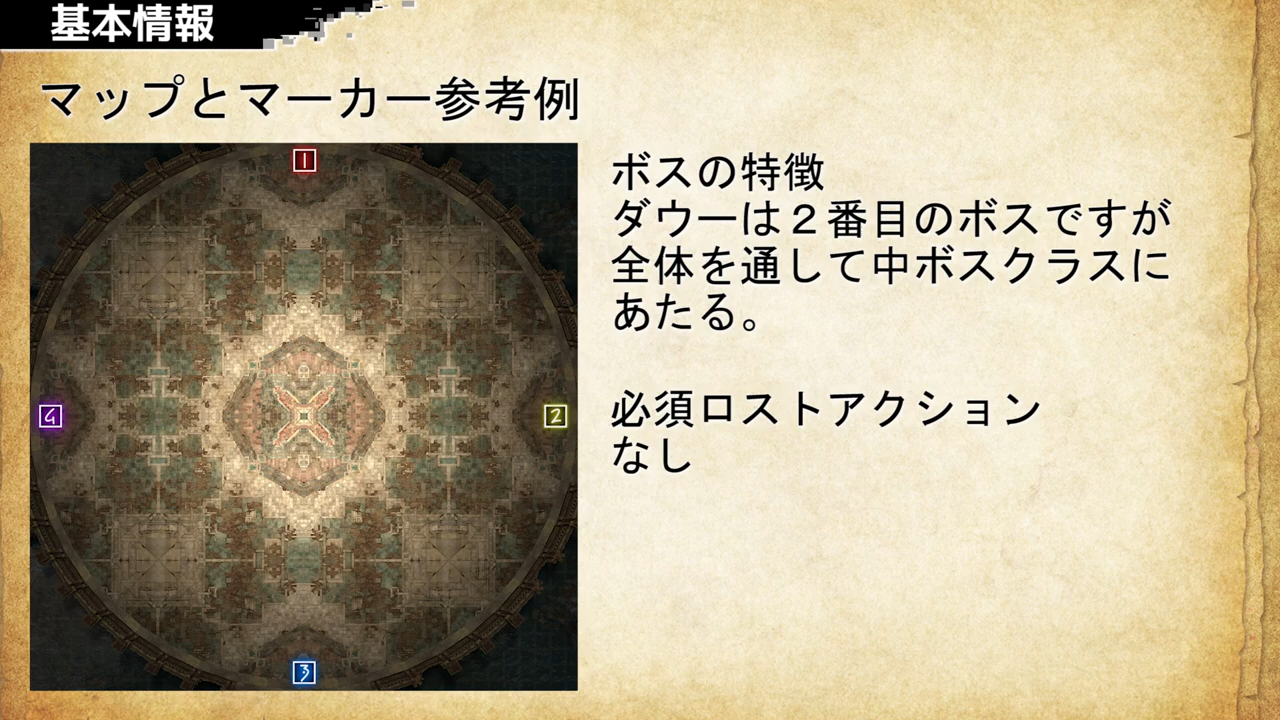 基本情報
マップとマーカー参考例
1
4
2
3
ボスの特徴
ダウーは２番目のボスですが
全体を通して中ボスクラスに
あたる。
必須ロストアクション
なし